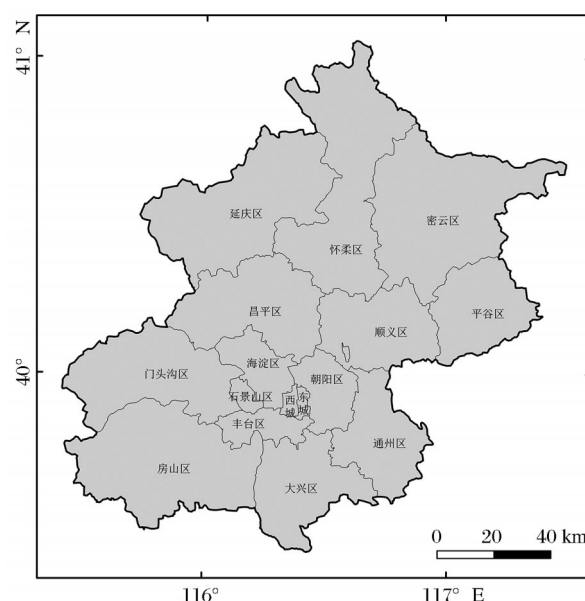 41° N
延庆区
密云区
怀柔区
昌平区
平谷区
顺义区
海淀区
40°
门头沟区
朝阳区
石景山区
西城
东城
丰台区
通州区
房山区
大兴区
0 20 40 km
116°
117° E